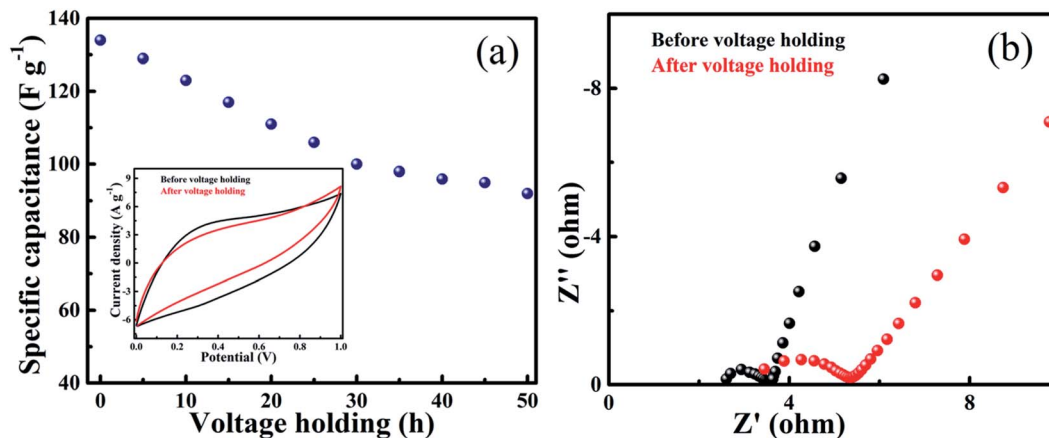 (a)
Specific capacitance (F g⁻¹)
140
120
100
80
60
40
0 10 20 30 40 50
Voltage holding (h)
Before voltage holding
After voltage holding
Current density (A g⁻¹)
9
6
3
0
-3
-6
0.0 0.2 0.4 0.6 0.8 1.0
Potential (V)
(b)
Before voltage holding
After voltage holding
Z'' (ohm)
-8
-4
0
4 8
Z' (ohm)